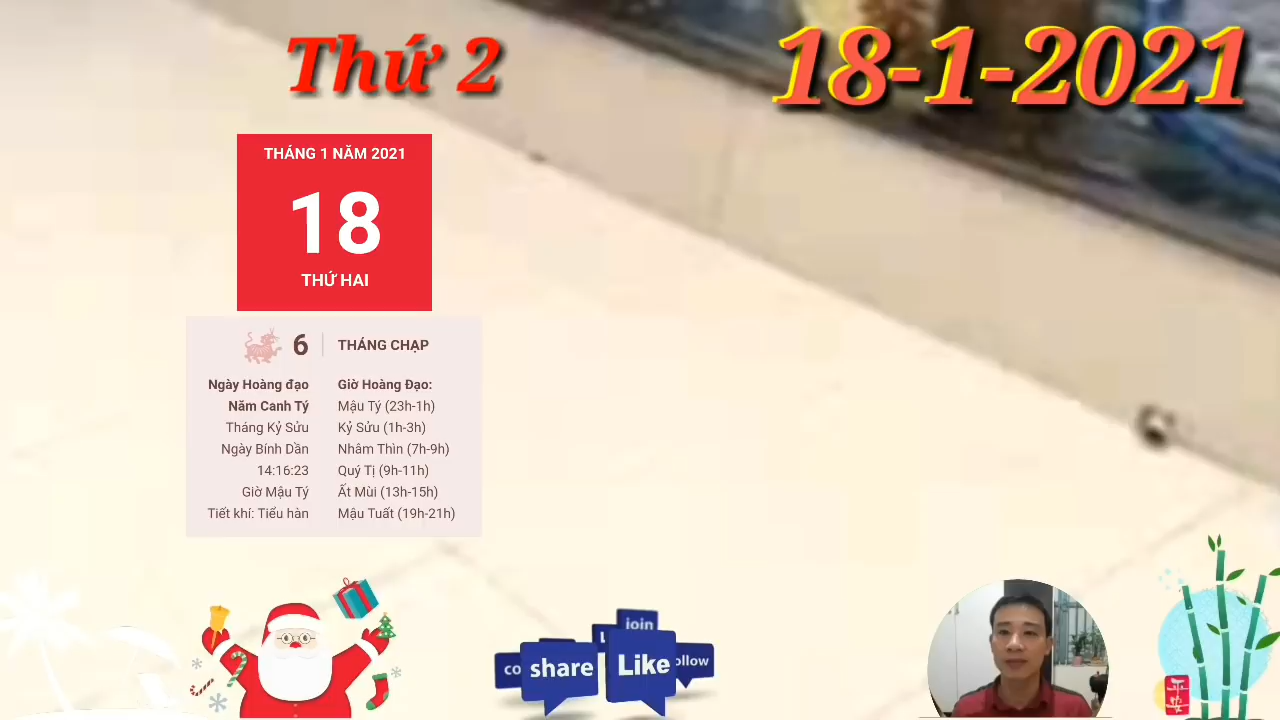 Thứ 2
18-1-2021
THÁNG 1 NĂM 2021
18
THỨ HAI
6
THÁNG CHẠP
Ngày Hoàng đạo
Năm Canh Tý
Tháng Kỷ Sửu
Ngày Bính Dần
14:16:23
Giờ Mậu Tý
Tiết khí: Tiểu hàn
Giờ Hoàng Đạo:
Mậu Tý (23h-1h)
Kỷ Sửu (1h-3h)
Nhâm Thìn (7h-9h)
Quý Tị (9h-11h)
Ất Mùi (13h-15h)
Mậu Tuất (19h-21h)
join
share
Like
ollow
co
平安